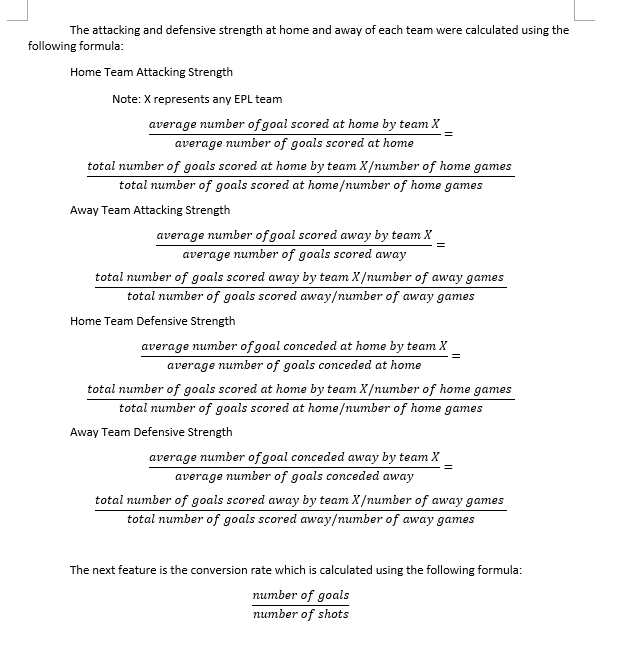 The attacking and defensive strength at home and away of each team were calculated using the
following formula:
Home Team Attacking Strength
Note: X represents any EPL team
average number of goal scored at home by team X
=
average number of goals scored at home
total number of goals scored at home by team X/number of home games
total number of goals scored at home/number of home games
Away Team Attacking Strength
average number of goal scored away by team X
=
average number of goals scored away
total number of goals scored away by team X/number of away games
total number of goals scored away/number of away games
Home Team Defensive Strength
average number of goal conceded at home by team X
=
average number of goals conceded at home
total number of goals scored at home by team X/number of home games
total number of goals scored at home/number of home games
Away Team Defensive Strength
average number of goal conceded away by team X
=
average number of goals conceded away
total number of goals scored away by team X/number of away games
total number of goals scored away/number of away games
The next feature is the conversion rate which is calculated using the following formula:
number of goals
number of shots